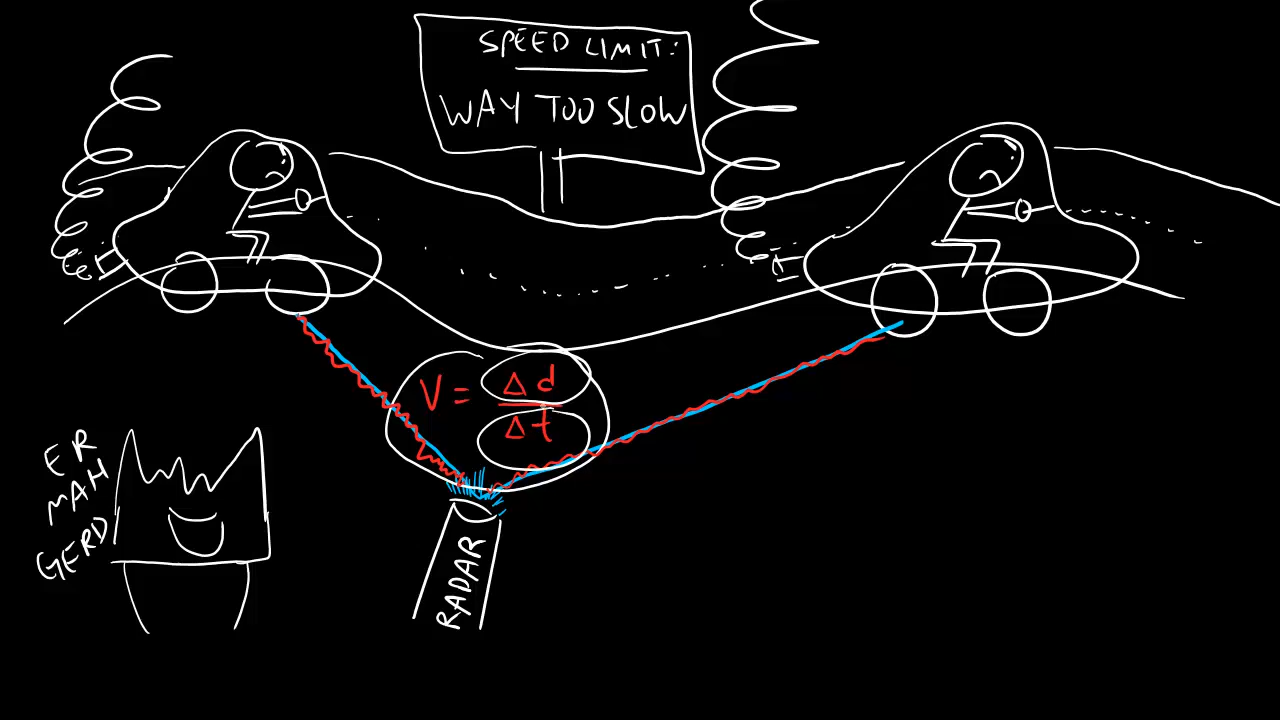 SPEED LIMIT:
WAY TOO SLOW
V = Δd
Δt
ER
MAH
GERD
RADAR